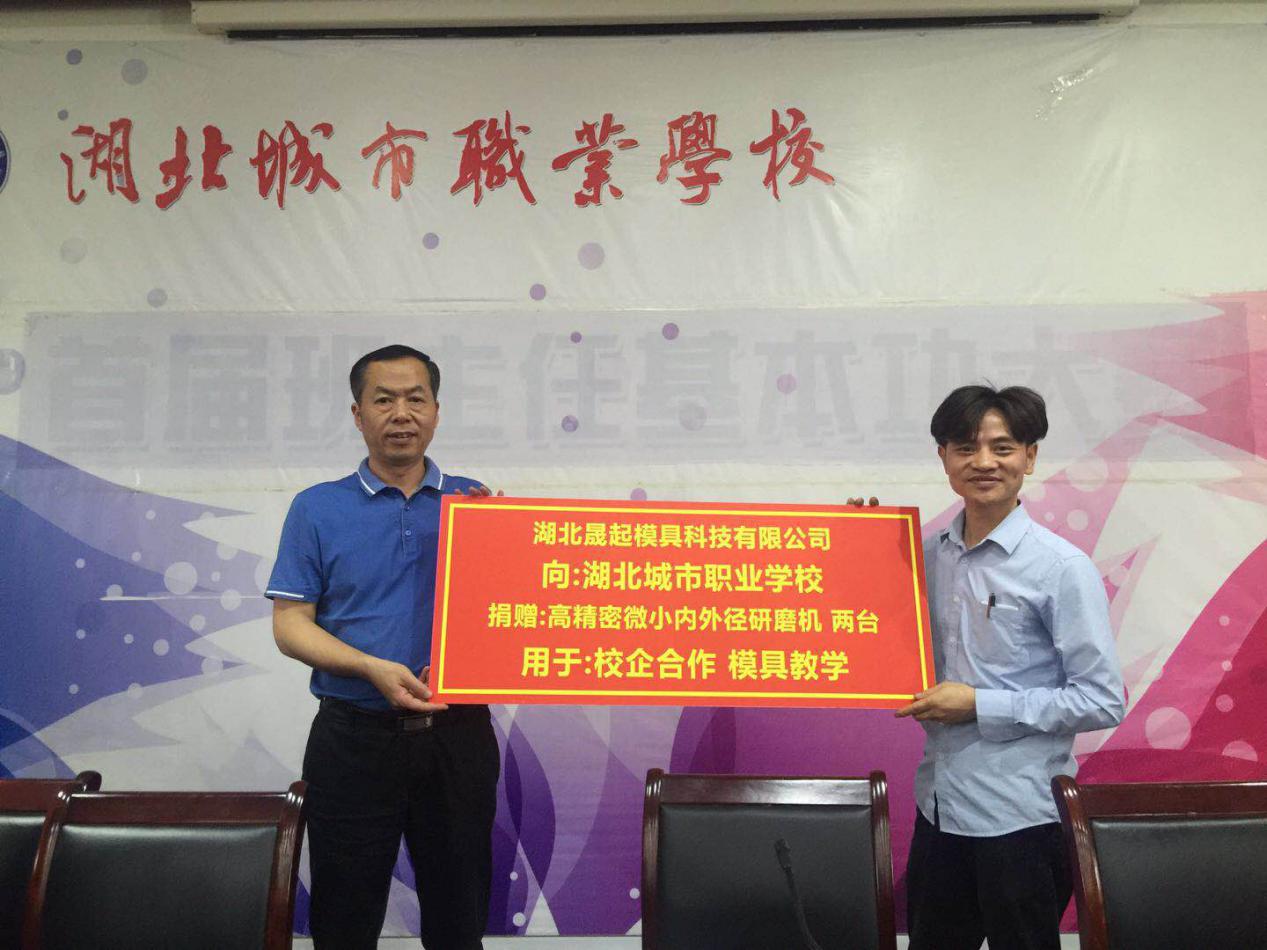 湖北城市職業學校
首届班主任基本功大
湖北晟起模具科技有限公司
向:湖北城市职业学校
捐赠:高精密微小内外径研磨机 两台
用于:校企合作 模具教学